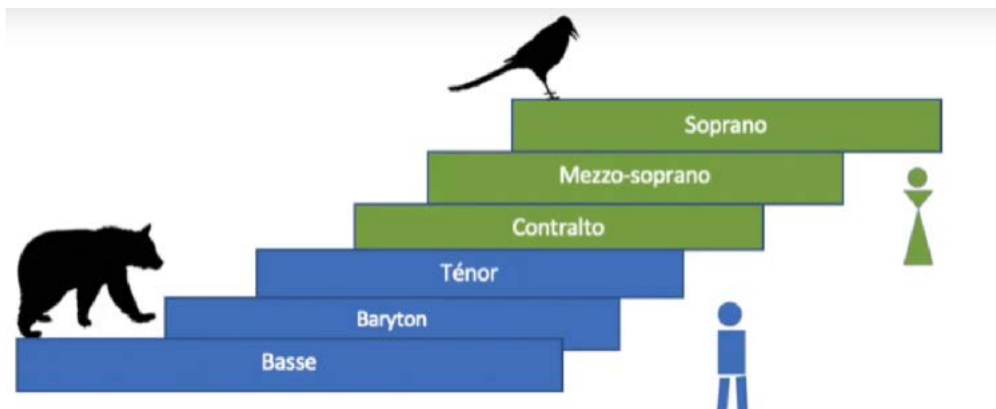 Soprano
Mezzo-soprano
Contralto
Ténor
Baryton
Basse